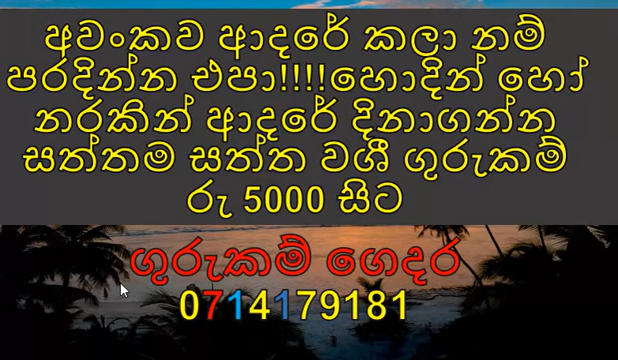 අවංකව ආදරේ කලා නම්
පරදින්න එපා!!!!හොදින් හෝ
නරකින් ආදරේ දිනාගන්න
සත්තම සත්ත වශී ගුරුකම්
රු 5000 සිට
ගුරුකම් ගෙදර
0714179181